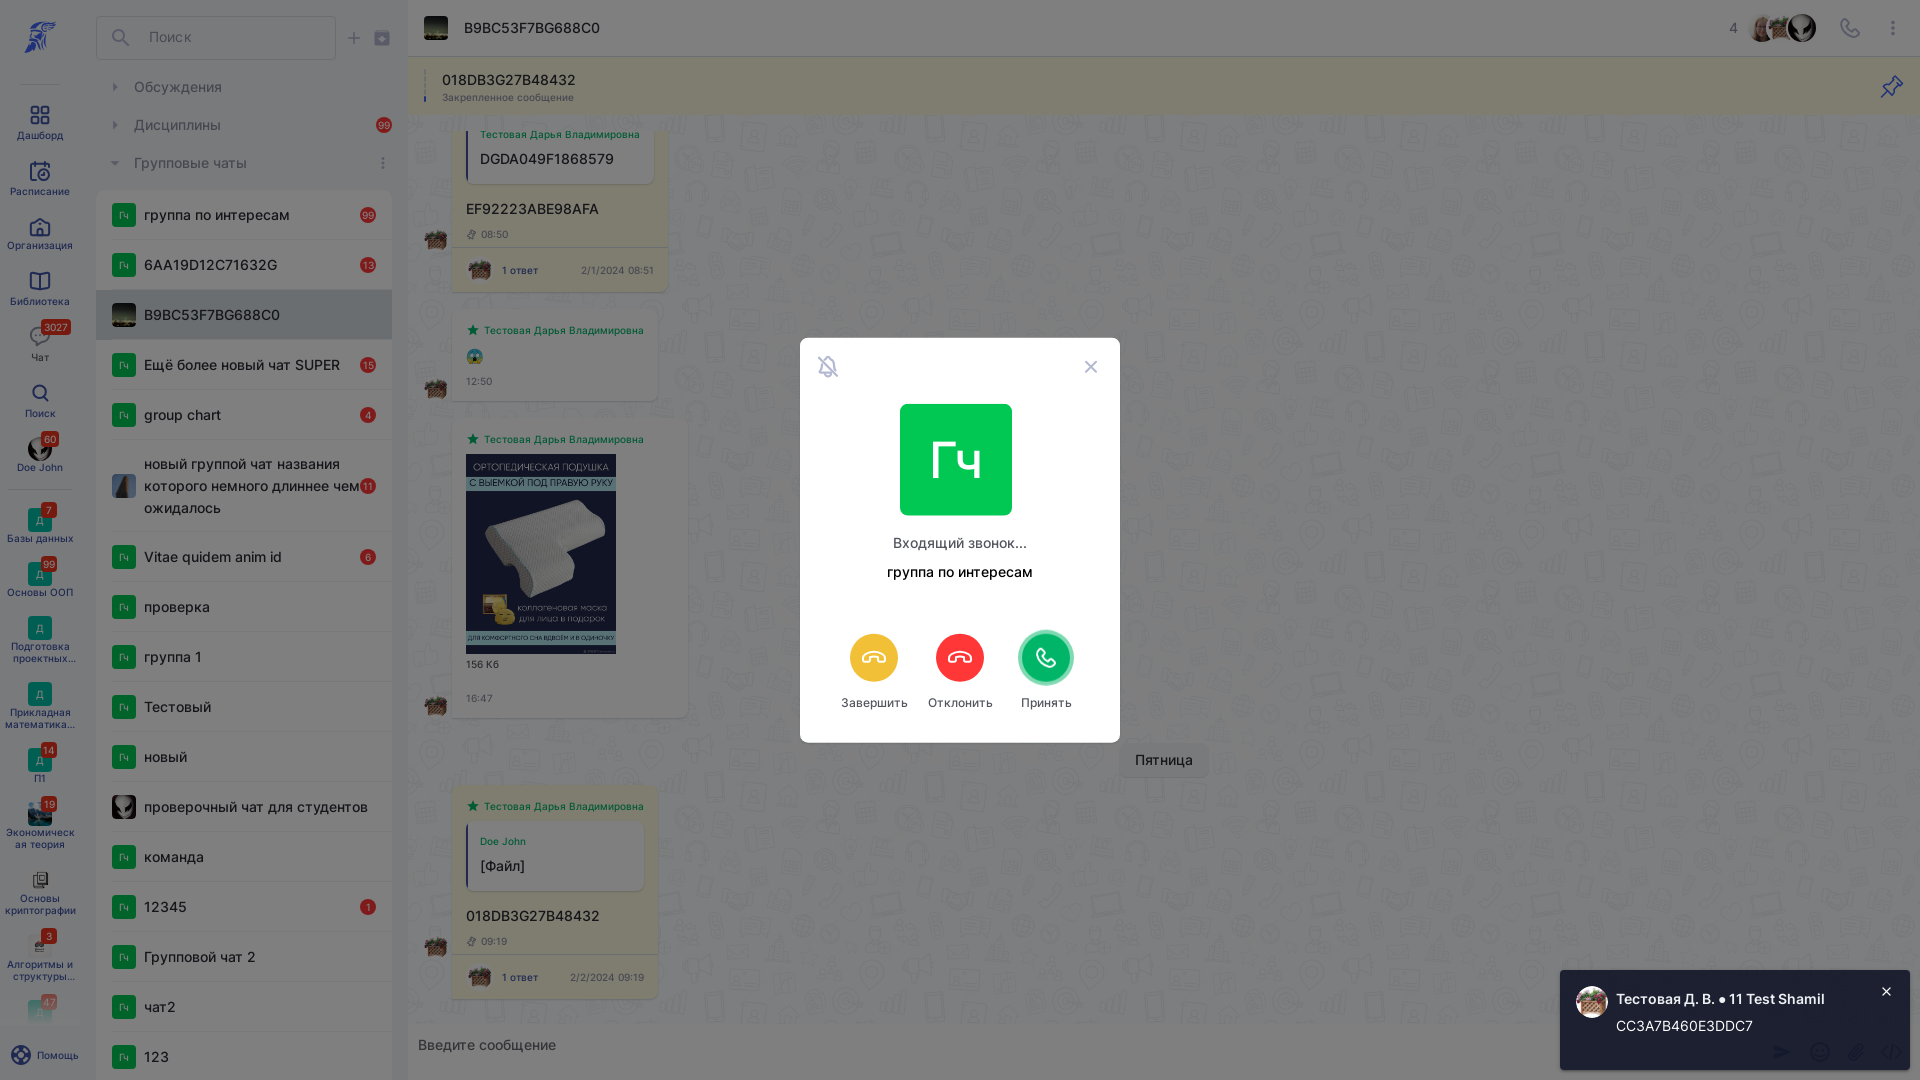 Дашборд
Расписание
Организация
Библиотека
3027
Чат
Поиск
60
Doe John
7
Д
Базы данных
99
Д
Основы ООП
Д
Подготовка
проектных...
Д
Прикладная
математика...
14
Д
П1
19
Экономическ
ая теория
Основы
криптографии
3
Алгоритмы и
структуры...
47
Д
Помощь
Поиск
Обсуждения
Дисциплины
99
Групповые чаты
Гч
группа по интересам
99
Гч
6AA19D12C71632G
13
B9BC53F7BG688C0
Гч
Ещё более новый чат SUPER
15
Гч
group chart
4
новый группой чат названия
которого немного длиннее чем
ожидалось
11
Гч
Vitae quidem anim id
6
Гч
проверка
Гч
группа 1
Гч
Тестовый
Гч
новый
проверочный чат для студентов
Гч
команда
Гч
12345
1
Гч
Групповой чат 2
Гч
чат2
Гч
123
B9BC53F7BG688C0
4
018DB3G27B48432
Закрепленное сообщение
Тестовая Дарья Владимировна
DGDA049F1868579
EF92223ABE98AFA
08:50
1 ответ
2/1/2024 08:51
Тестовая Дарья Владимировна
12:50
Тестовая Дарья Владимировна
ОРТОПЕДИЧЕСКАЯ ПОДУШКА
С ВЫЕМКОЙ ПОД ПРАВУЮ РУКУ
коллагеновая маска
для лица в подарок
ДЛЯ КОМФОРТНОГО СНА ВДВОЁМ И В ОДИНОЧКУ
156 Кб
16:47
Пятница
Тестовая Дарья Владимировна
Doe John
[Файл]
018DB3G27B48432
09:19
1 ответ
2/2/2024 09:19
Введите сообщение
Гч
Входящий звонок...
группа по интересам
Завершить
Отклонить
Принять
Тестовая Д. В. ● 11 Test Shamil
CC3A7B460E3DDC7